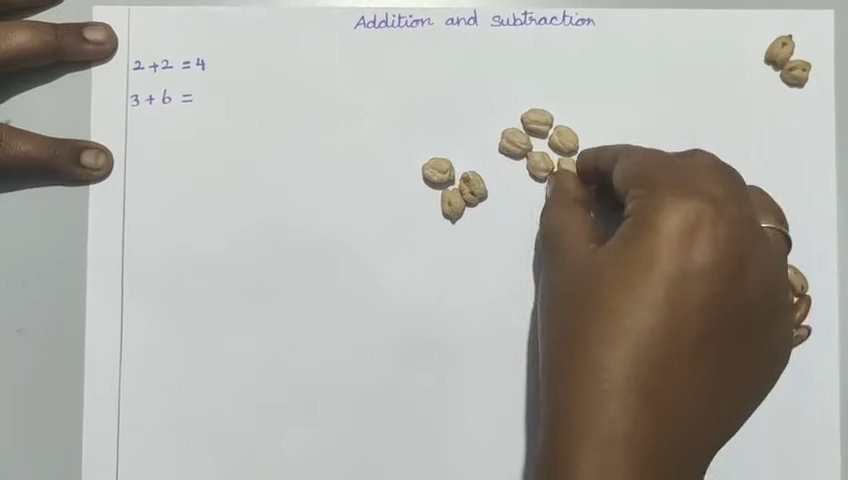 Addition and subtraction
2 + 2 = 4
3 + 6 =